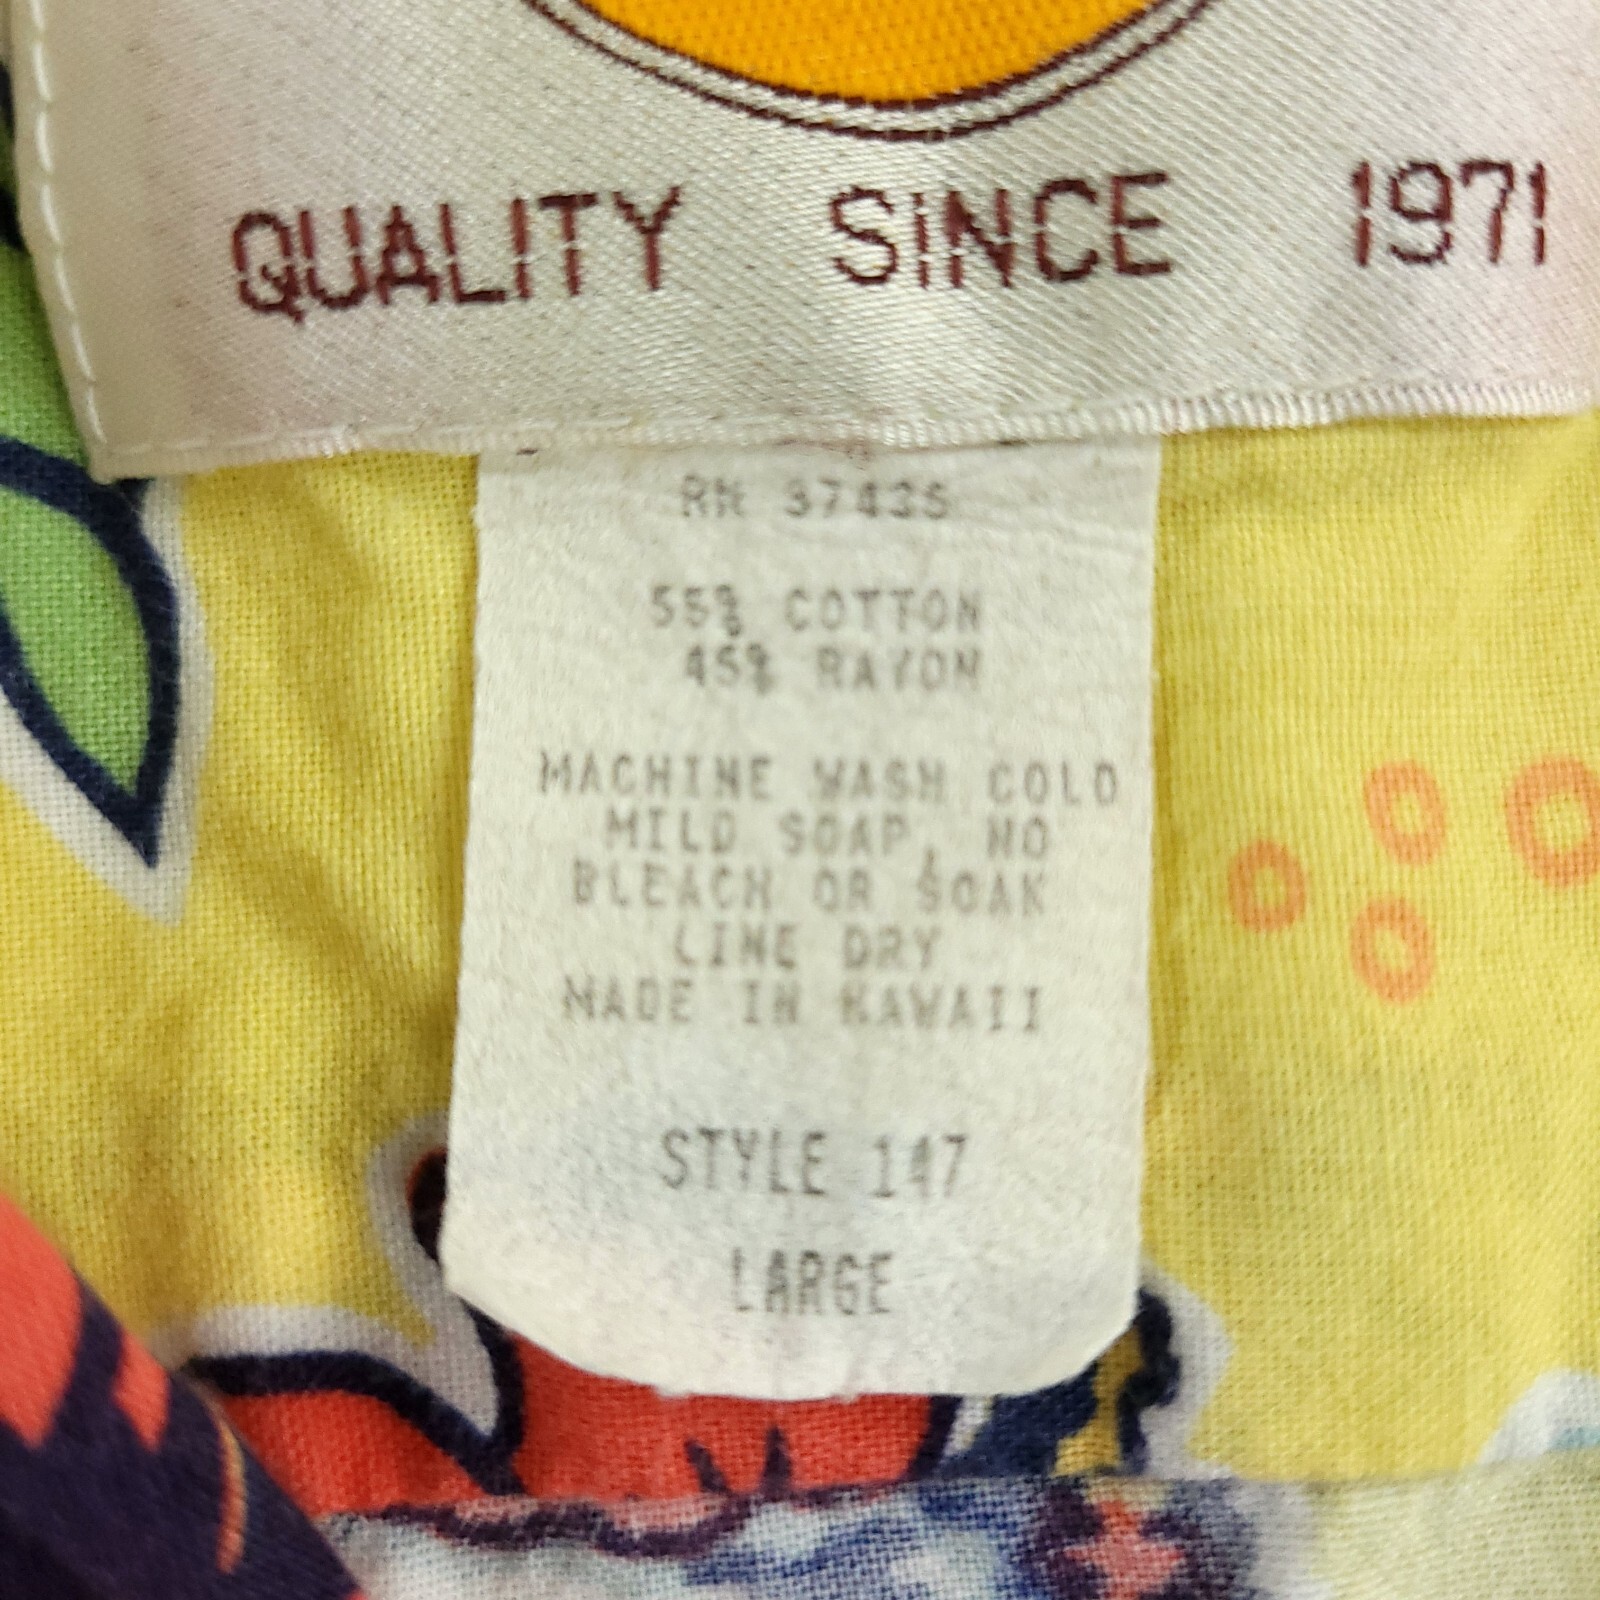 QUALITY SINCE 1971
RN 37435
55% COTTON
45% RAYON
MACHINE WASH COLD
MILD SOAP, NO
BLEACH OR SOAK
LINE DRY
MADE IN HAWAII
STYLE 147
LARGE